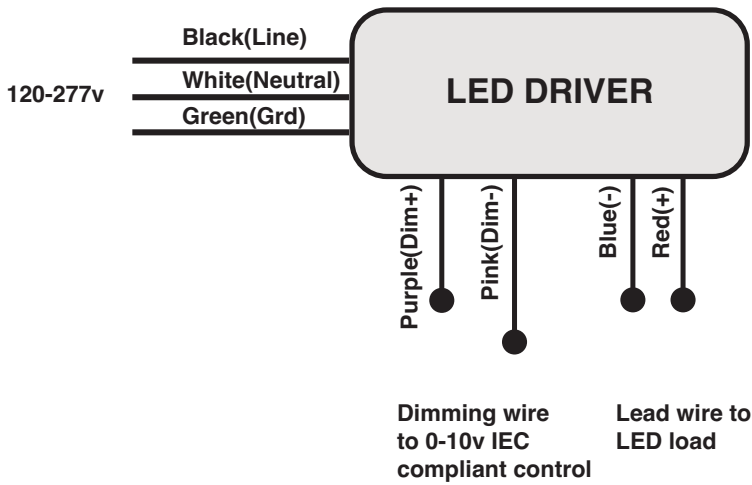 Black(Line)
120-277v
White(Neutral)
Green(Grd)
LED DRIVER
Purple(Dim+)
Pink(Dim-)
Blue(-)
Red(+)
Dimming wire
to 0-10v IEC
compliant control
Lead wire to
LED load